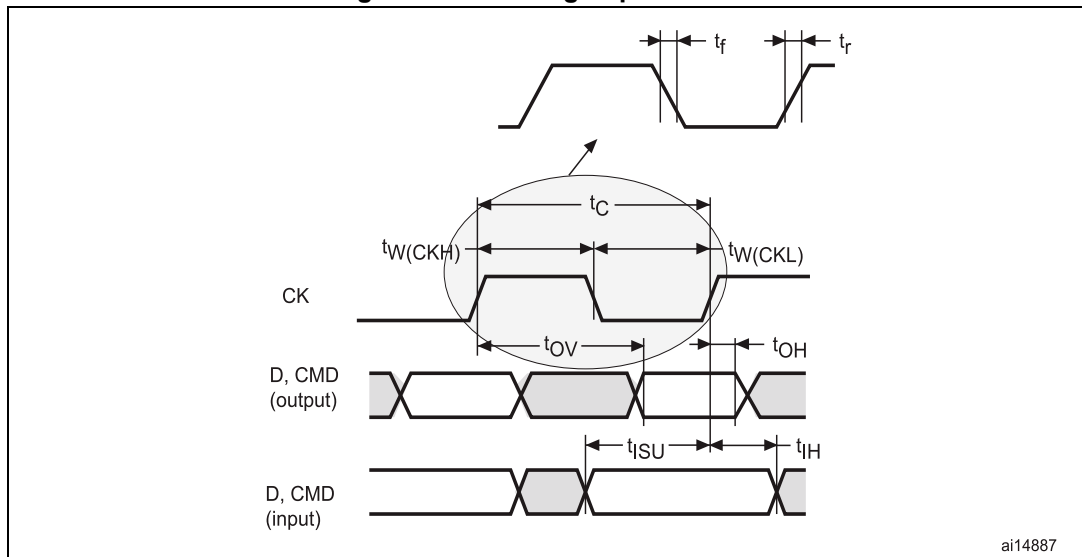 tf
tr
tC
tW(CKH)
tW(CKL)
CK
tOV
tOH
D, CMD
(output)
tISU
tIH
D, CMD
(input)
ai14887